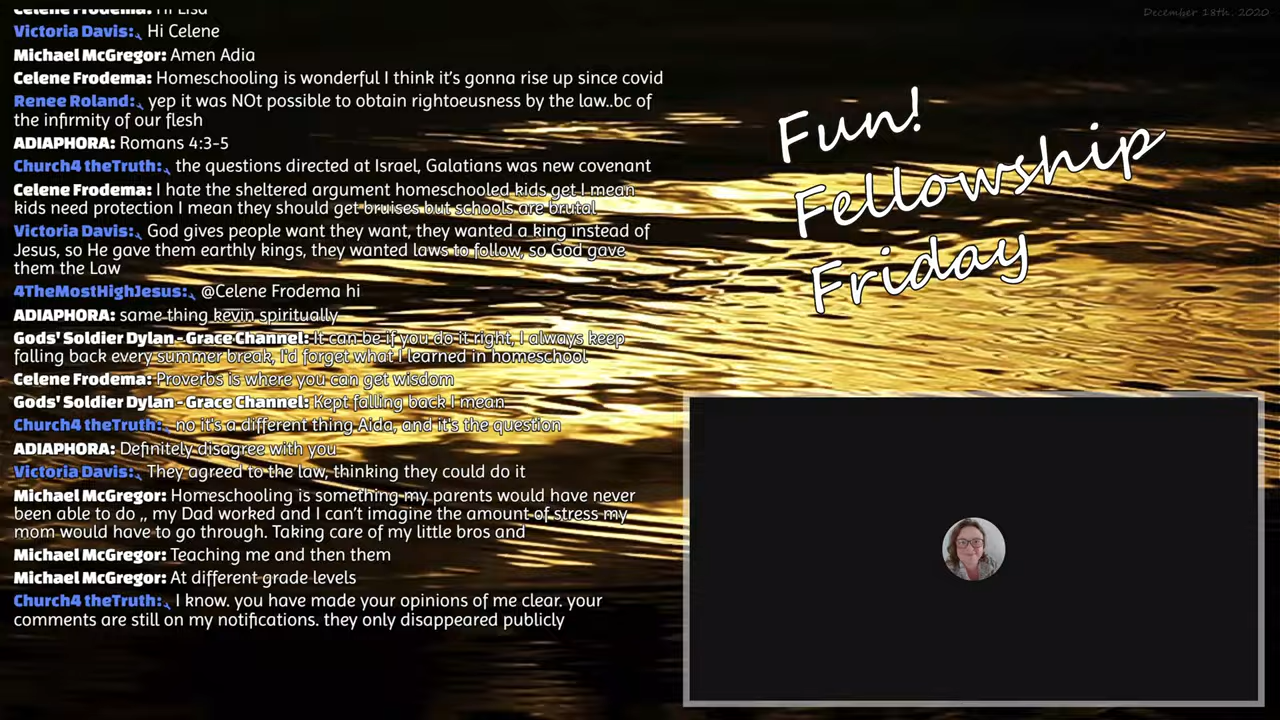 Celene Frodema: Hi Lisa
Victoria Davis: Hi Celene
Michael McGregor: Amen Adia
Celene Frodema: Homeschooling is wonderful I think it's gonna rise up since covid
Renee Roland: yep it was NOt possible to obtain rightoeusness by the law..bc of
the infirmity of our flesh
ADIAPHORA: Romans 4:3-5
Church4 theTruth: the questions directed at Israel, Galatians was new covenant
Celene Frodema: I hate the sheltered argument homeschooled kids get I mean
kids need protection I mean they should get bruises but schools are brutal
Victoria Davis: God gives people want they want, they wanted a king instead of
Jesus, so He gave them earthly kings, they wanted laws to follow, so God gave
them the Law
4TheMostHighJesus: @Celene Frodema hi
ADIAPHORA: same thing kevin spiritually
Gods' Soldier Dylan - Grace Channel: It can be if you do it right, I always keep
falling back every summer break, I'd forget what I learned in homeschool
Celene Frodema: Proverbs is where you can get wisdom
Gods' Soldier Dylan - Grace Channel: Kept falling back I mean
Church4 theTruth: no it's a different thing Aida, and it's the question
ADIAPHORA: Definitely disagree with you
Victoria Davis: They agreed to the law, thinking they could do it
Michael McGregor: Homeschooling is something my parents would have never
been able to do ,, my Dad worked and I can't imagine the amount of stress my
mom would have to go through. Taking care of my little bros and
Michael McGregor: Teaching me and then them
Michael McGregor: At different grade levels
Church4 theTruth: I know. you have made your opinions of me clear. your
comments are still on my notifications. they only disappeared publicly
December 18th, 2020
Fun!
Fellowship
Friday